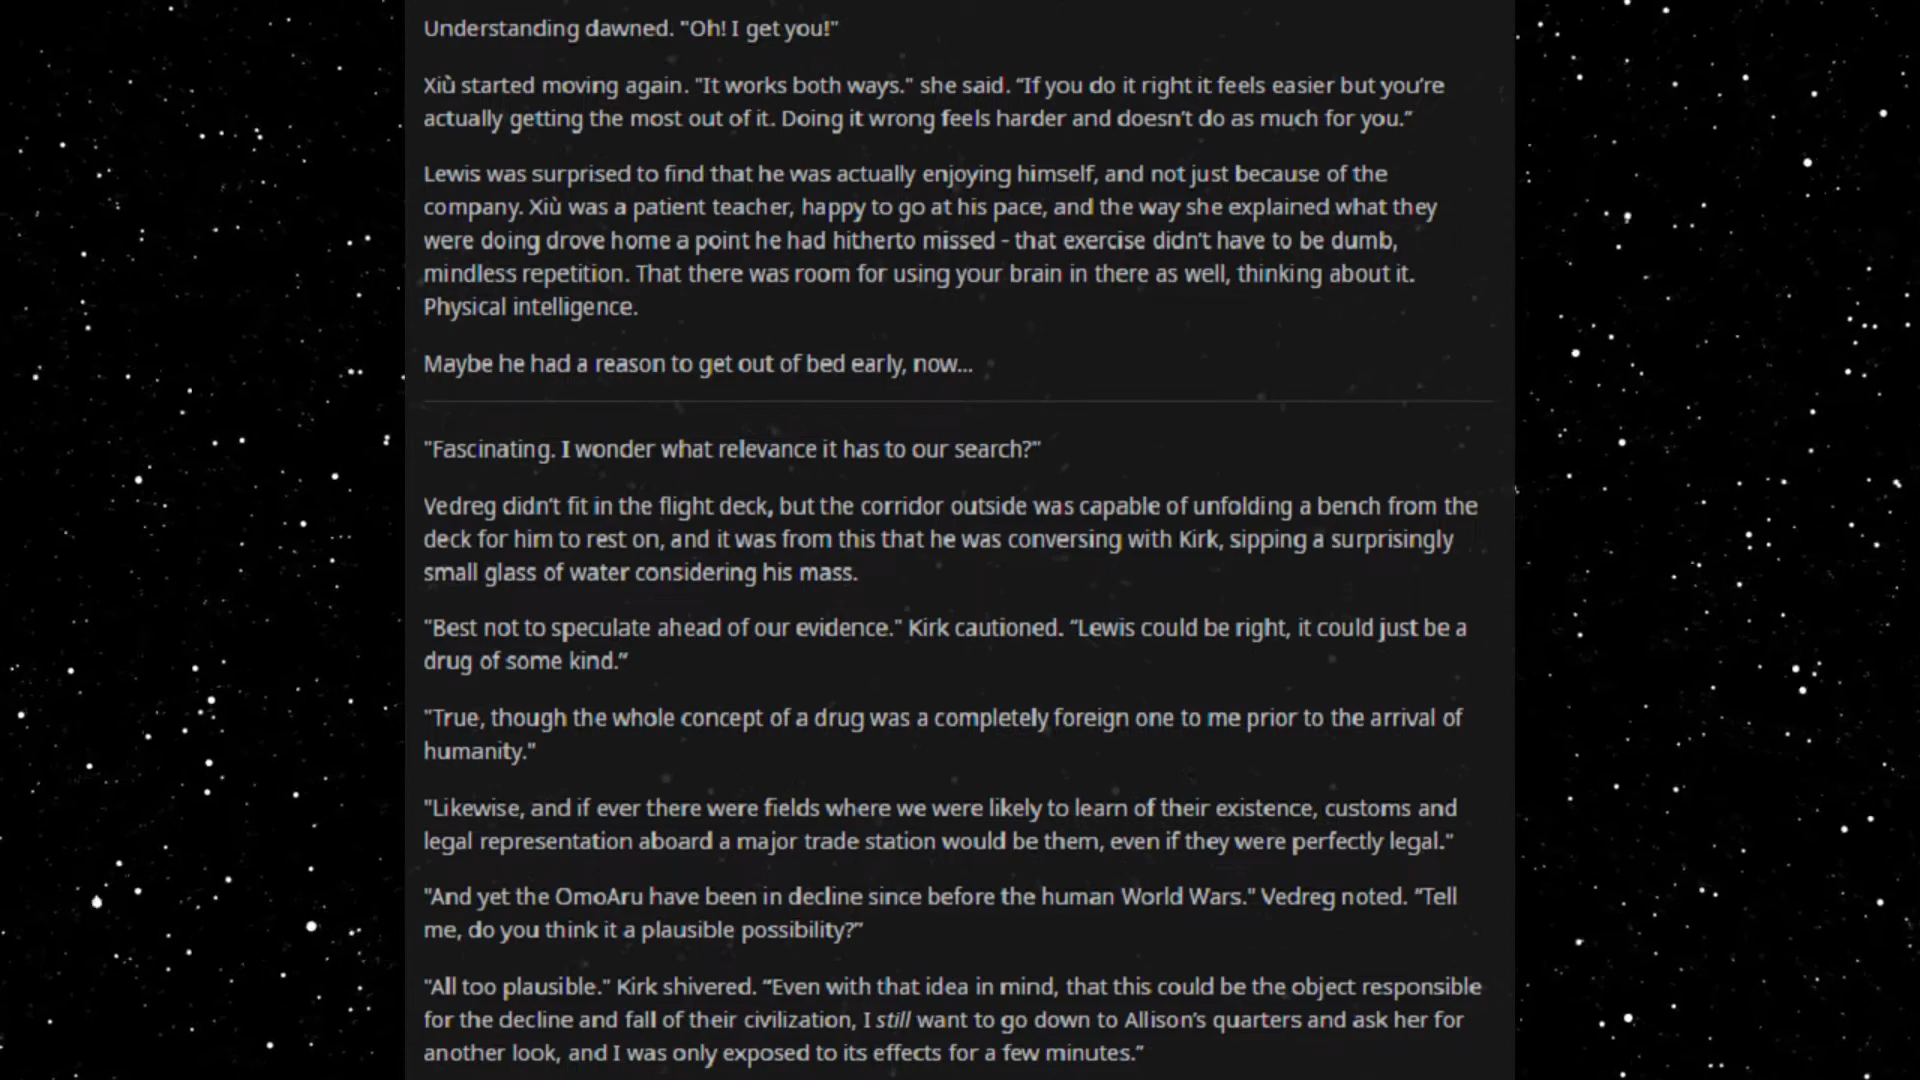 Understanding dawned. "Oh! I get you!"
Xiù started moving again. "It works both ways." she said. “If you do it right it feels easier but you’re
actually getting the most out of it. Doing it wrong feels harder and doesn’t do as much for you.”
Lewis was surprised to find that he was actually enjoying himself, and not just because of the
company. Xiù was a patient teacher, happy to go at his pace, and the way she explained what they
were doing drove home a point he had hitherto missed - that exercise didn’t have to be dumb,
mindless repetition. That there was room for using your brain in there as well, thinking about it.
Physical intelligence.
Maybe he had a reason to get out of bed early, now...
"Fascinating. I wonder what relevance it has to our search?”
Vedreg didn’t fit in the flight deck, but the corridor outside was capable of unfolding a bench from the
deck for him to rest on, and it was from this that he was conversing with Kirk, sipping a surprisingly
small glass of water considering his mass.
"Best not to speculate ahead of our evidence." Kirk cautioned. “Lewis could be right, it could just be a
drug of some kind.”
"True, though the whole concept of a drug was a completely foreign one to me prior to the arrival of
humanity."
"Likewise, and if ever there were fields where we were likely to learn of their existence, customs and
legal representation aboard a major trade station would be them, even if they were perfectly legal."
"And yet the OmoAru have been in decline since before the human World Wars." Vedreg noted. “Tell
me, do you think it a plausible possibility?”
"All too plausible." Kirk shivered. “Even with that idea in mind, that this could be the object responsible
for the decline and fall of their civilization, I still want to go down to Allison’s quarters and ask her for
another look, and I was only exposed to its effects for a few minutes.”